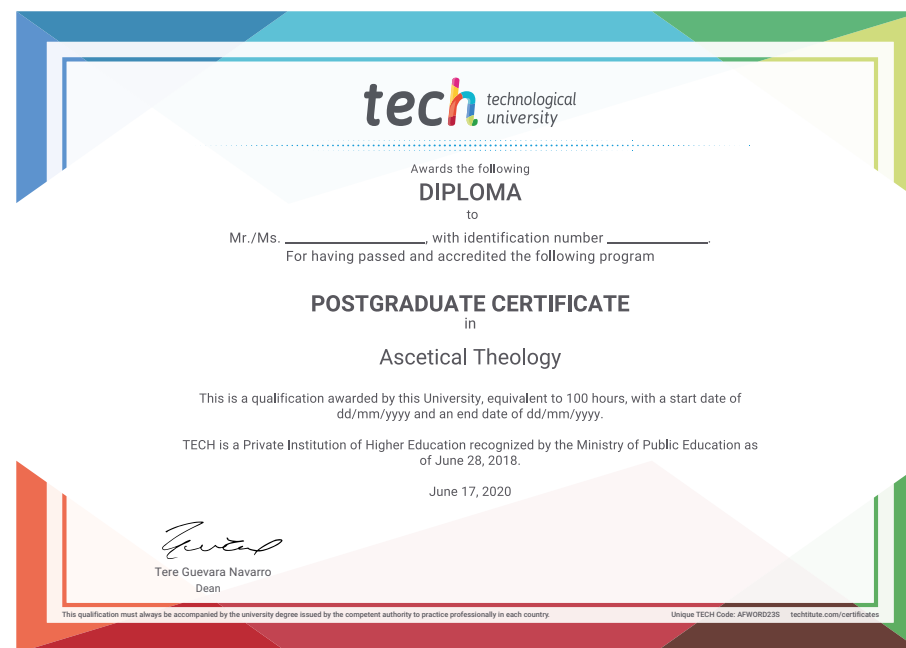 tech technological
university
Awards the following
DIPLOMA
to
Mr./Ms. ____________, with identification number ____________.
For having passed and accredited the following program
POSTGRADUATE CERTIFICATE
in
Ascetical Theology
This is a qualification awarded by this University, equivalent to 100 hours, with a start date of
dd/mm/yyyy and an end date of dd/mm/yyyy.
TECH is a Private Institution of Higher Education recognized by the Ministry of Public Education as
of June 28, 2018.
June 17, 2020
Tere Guevara Navarro
Dean
This qualification must always be accompanied by the university degree issued by the competent authority to practice professionally in each country. Unique TECH Code: AFWORD23S techtitute.com/certificates